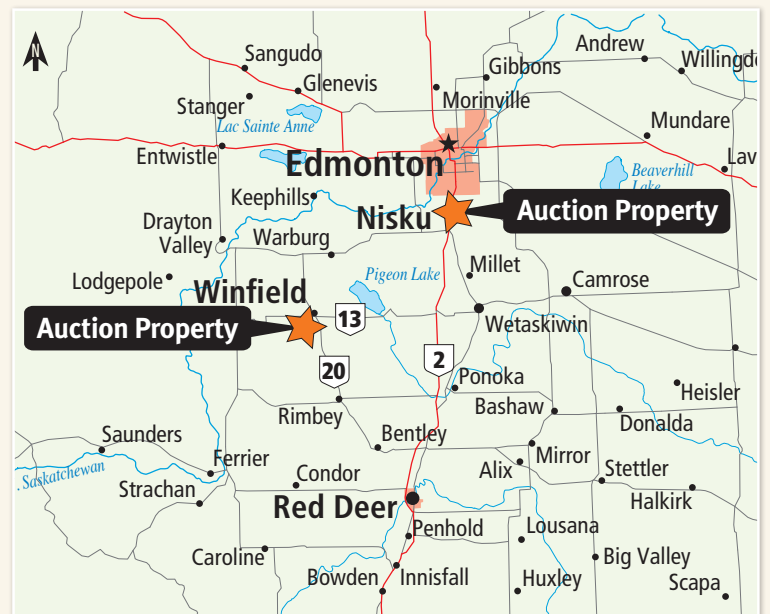 N
Sangudo
Glenevis
Gibbons
Andrew
Willingd
Stanger
Morinville
Lac Sainte Anne
Mundare
Entwistle
Edmonton
Lav
Beaverhill
Lake
Keephills
Nisku
Auction Property
Drayton
Valley
Warburg
Lodgepole
Pigeon Lake
Millet
Camrose
Winfield
13
Auction Property
Wetaskiwin
20
2
Ponoka
Rimbey
Bashaw
Heisler
Donalda
Saunders
Bentley
Ferrier
Mirror
. Saskatchewan
Condor
Alix
Stettler
Strachan
Red Deer
Halkirk
Penhold
Lousana
Caroline
Big Valley
Bowden
Innisfall
Huxley
Scapa